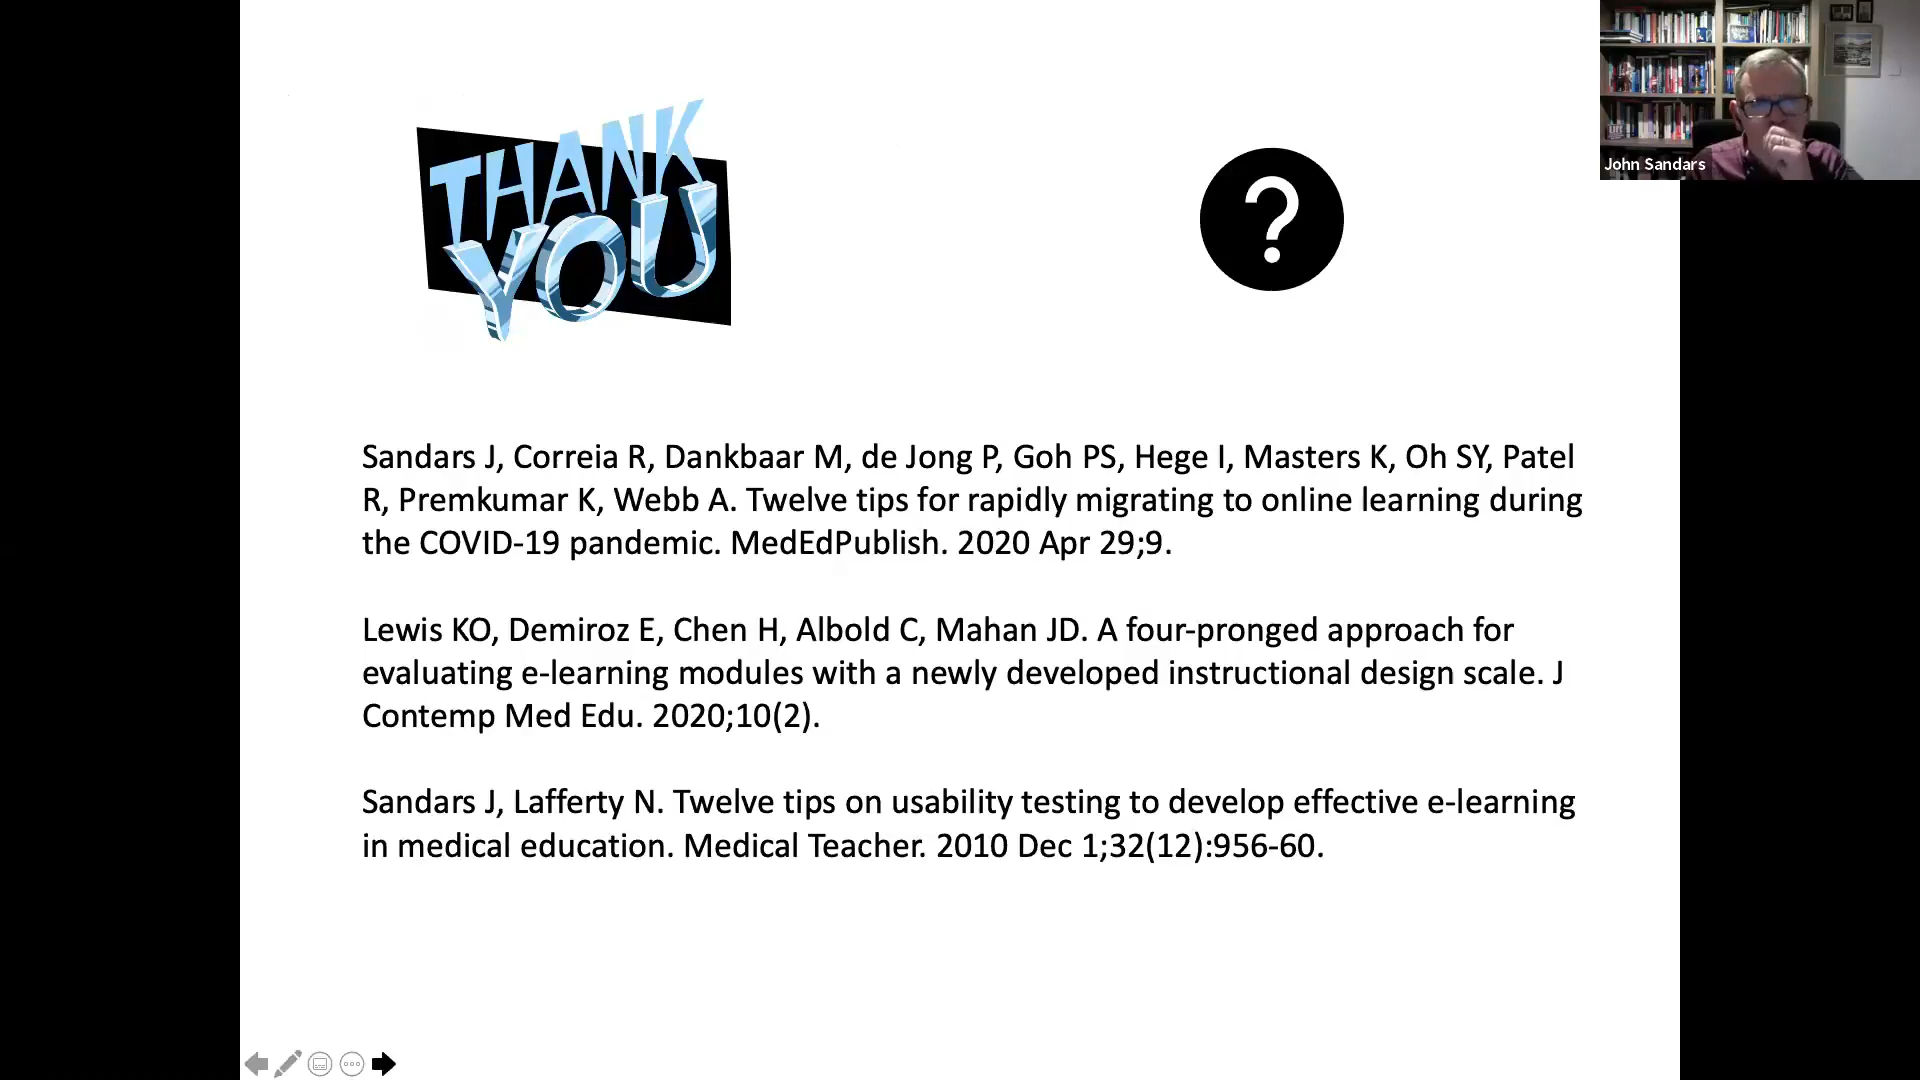 THANK
YOU
?
John Sandars
Sandars J, Correia R, Dankbaar M, de Jong P, Goh PS, Hege I, Masters K, Oh SY, Patel
R, Premkumar K, Webb A. Twelve tips for rapidly migrating to online learning during
the COVID-19 pandemic. MedEdPublish. 2020 Apr 29;9.
Lewis KO, Demiroz E, Chen H, Albold C, Mahan JD. A four-pronged approach for
evaluating e-learning modules with a newly developed instructional design scale. J
Contemp Med Edu. 2020;10(2).
Sandars J, Lafferty N. Twelve tips on usability testing to develop effective e-learning
in medical education. Medical Teacher. 2010 Dec 1;32(12):956-60.